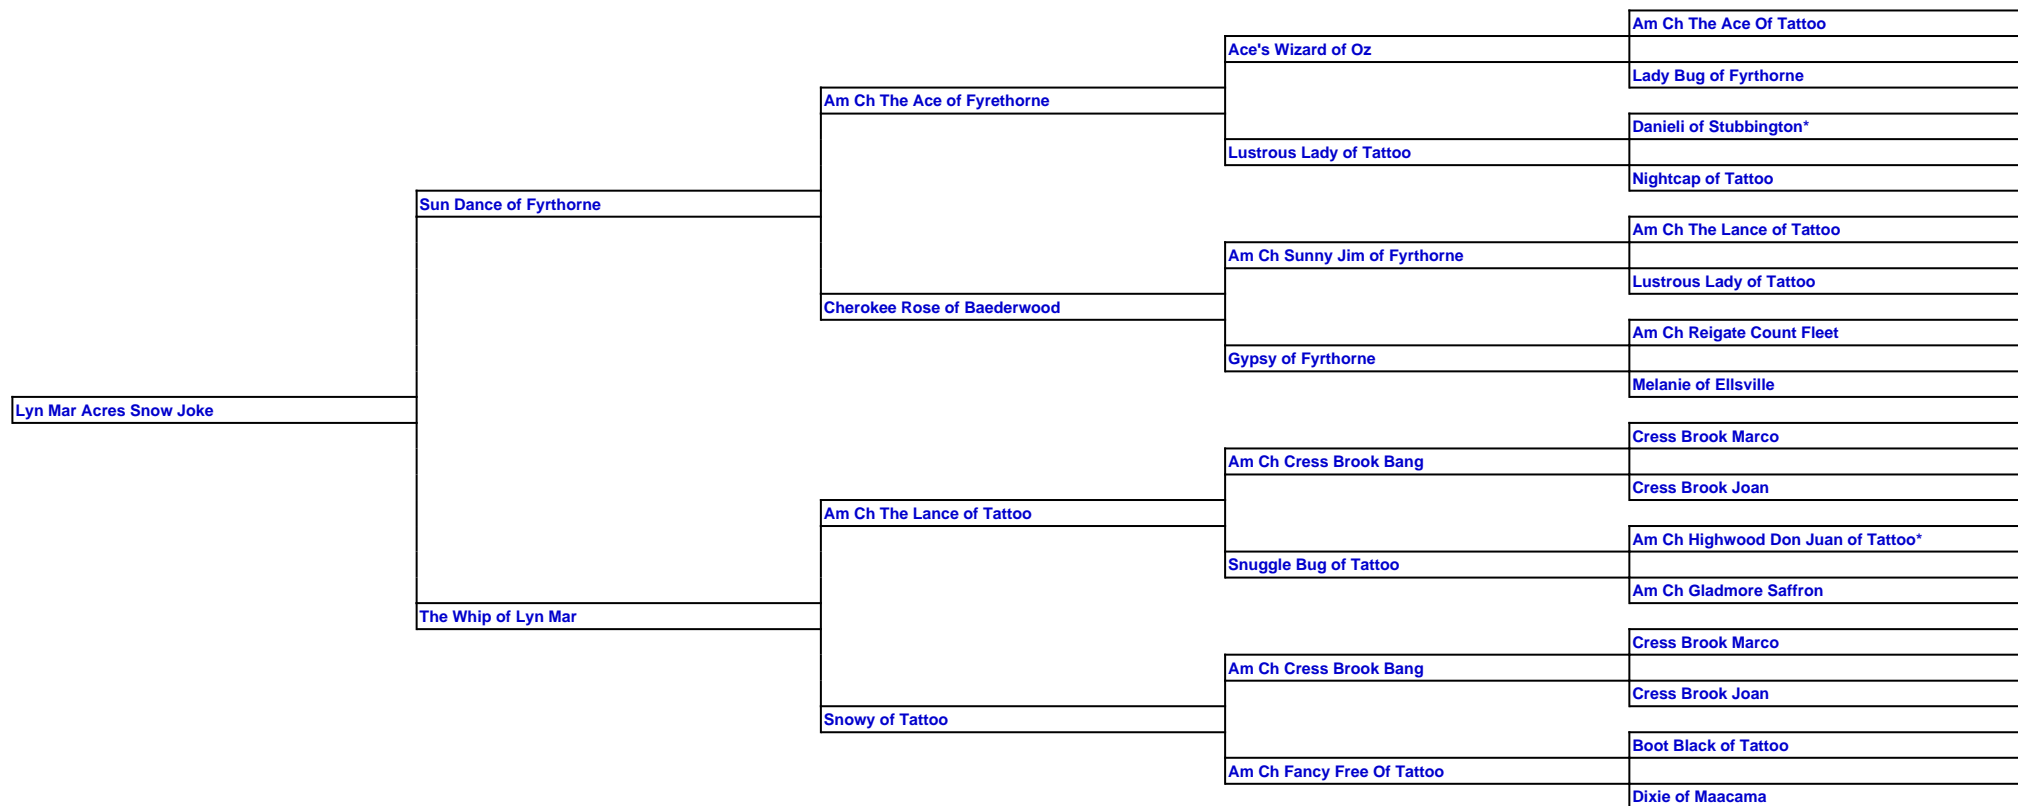 Am Ch The Ace Of Tattoo
Ace's Wizard of Oz
Lady Bug of Fyrthorne
Am Ch The Ace of Fyrethorne
Danieli of Stubbington*
Lustrous Lady of Tattoo
Nightcap of Tattoo
Sun Dance of Fyrthorne
Am Ch The Lance of Tattoo
Am Ch Sunny Jim of Fyrthorne
Lustrous Lady of Tattoo
Cherokee Rose of Baederwood
Am Ch Reigate Count Fleet
Gypsy of Fyrthorne
Melanie of Ellsville
Lyn Mar Acres Snow Joke
Cress Brook Marco
Am Ch Cress Brook Bang
Cress Brook Joan
Am Ch The Lance of Tattoo
Am Ch Highwood Don Juan of Tattoo*
Snuggle Bug of Tattoo
Am Ch Gladmore Saffron
The Whip of Lyn Mar
Cress Brook Marco
Am Ch Cress Brook Bang
Cress Brook Joan
Snowy of Tattoo
Boot Black of Tattoo
Am Ch Fancy Free Of Tattoo
Dixie of Maacama